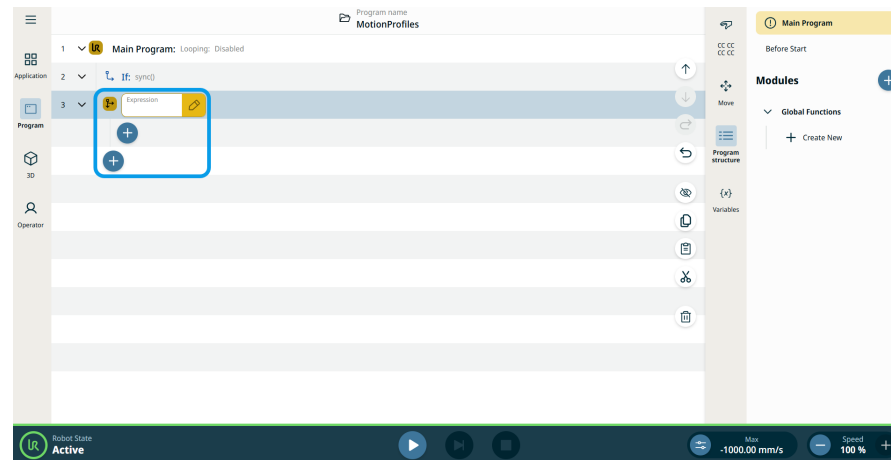 Program name
MotionProfiles
Application
Program
3D
Operator
1 Main Program: Looping: Disabled
2 If: sync()
3 Expression
CC CC
CC CC
Move
Program
structure
{x}
Variables
Main Program
Before Start
Modules
Global Functions
Create New
UR
Robot State
Active
Max
-1000.00 mm/s
Speed
100 %